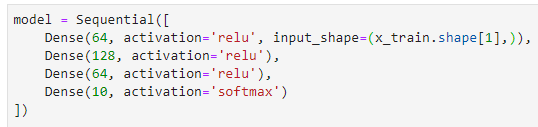 model = Sequential([
    Dense(64, activation='relu', input_shape=(x_train.shape[1],)),
    Dense(128, activation='relu'),
    Dense(64, activation='relu'),
    Dense(10, activation='softmax')
])